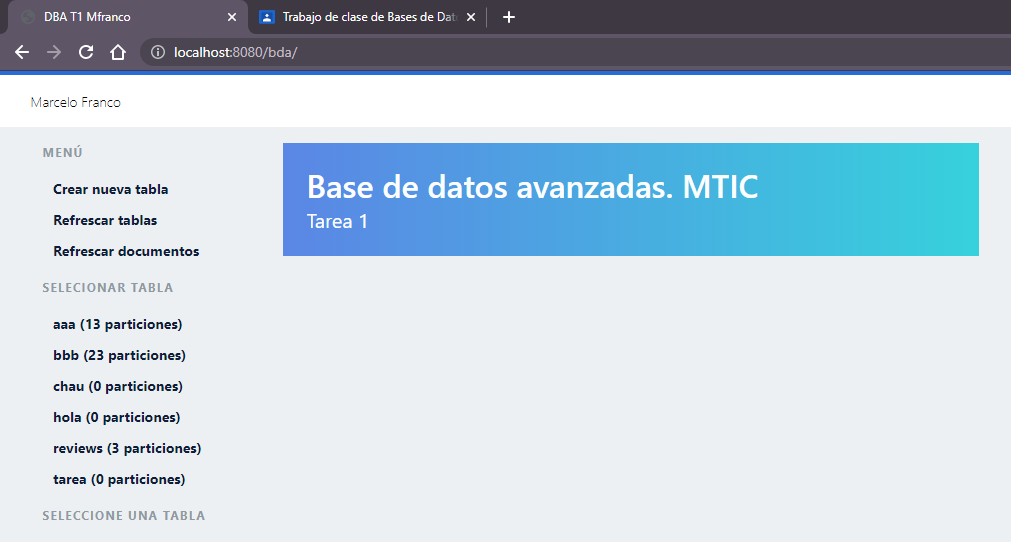 DBA T1 Mfranco
Trabajo de clase de Bases de Dat
localhost:8080/bda/
Marcelo Franco
MENÚ
Crear nueva tabla
Refrescar tablas
Refrescar documentos
SELECIONAR TABLA
aaa (13 particiones)
bbb (23 particiones)
chau (0 particiones)
hola (0 particiones)
reviews (3 particiones)
tarea (0 particiones)
SELECCIONE UNA TABLA
Base de datos avanzadas. MTIC
Tarea 1